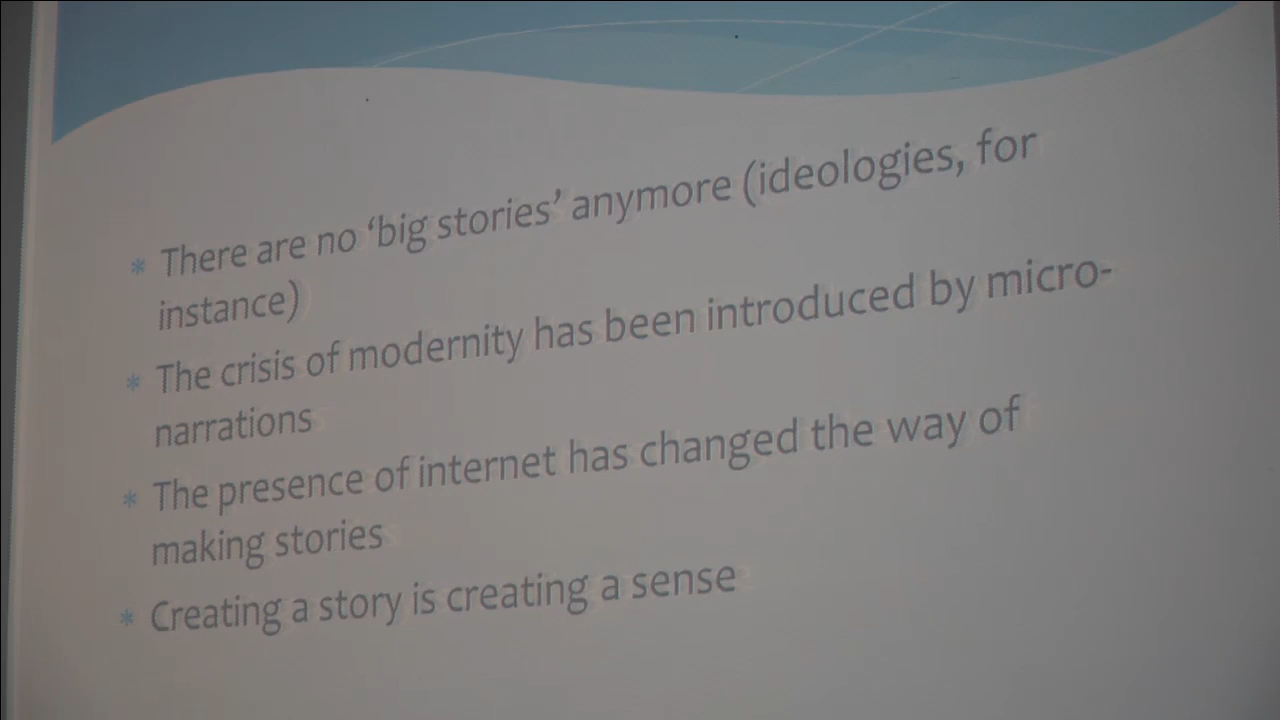 * There are no ‘big stories’ anymore (ideologies, for
instance)
* The crisis of modernity has been introduced by micro-
narrations
* The presence of internet has changed the way of
making stories
* Creating a story is creating a sense